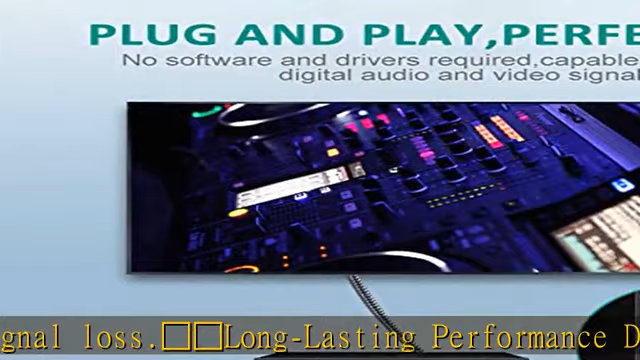 PLUG AND PLAY,PERFE
No software and drivers required,capable
digital audio and video signal
gnal loss.□□Long-Lasting Performance D